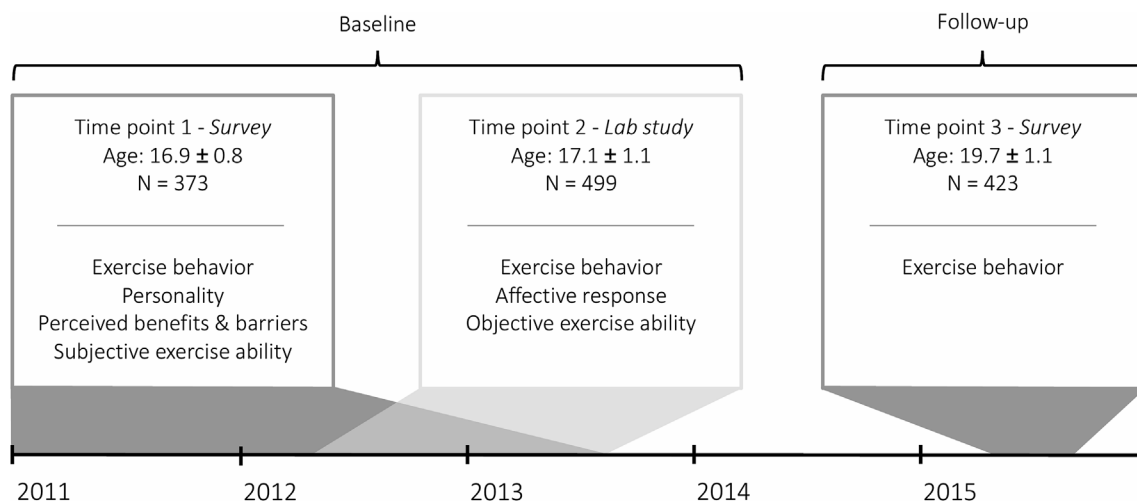 Baseline
Follow-up
Time point 1 - Survey
Age: 16.9 ± 0.8
N = 373
Exercise behavior
Personality
Perceived benefits & barriers
Subjective exercise ability
Time point 2 - Lab study
Age: 17.1 ± 1.1
N = 499
Exercise behavior
Affective response
Objective exercise ability
Time point 3 - Survey
Age: 19.7 ± 1.1
N = 423
Exercise behavior
2011
2012
2013
2014
2015